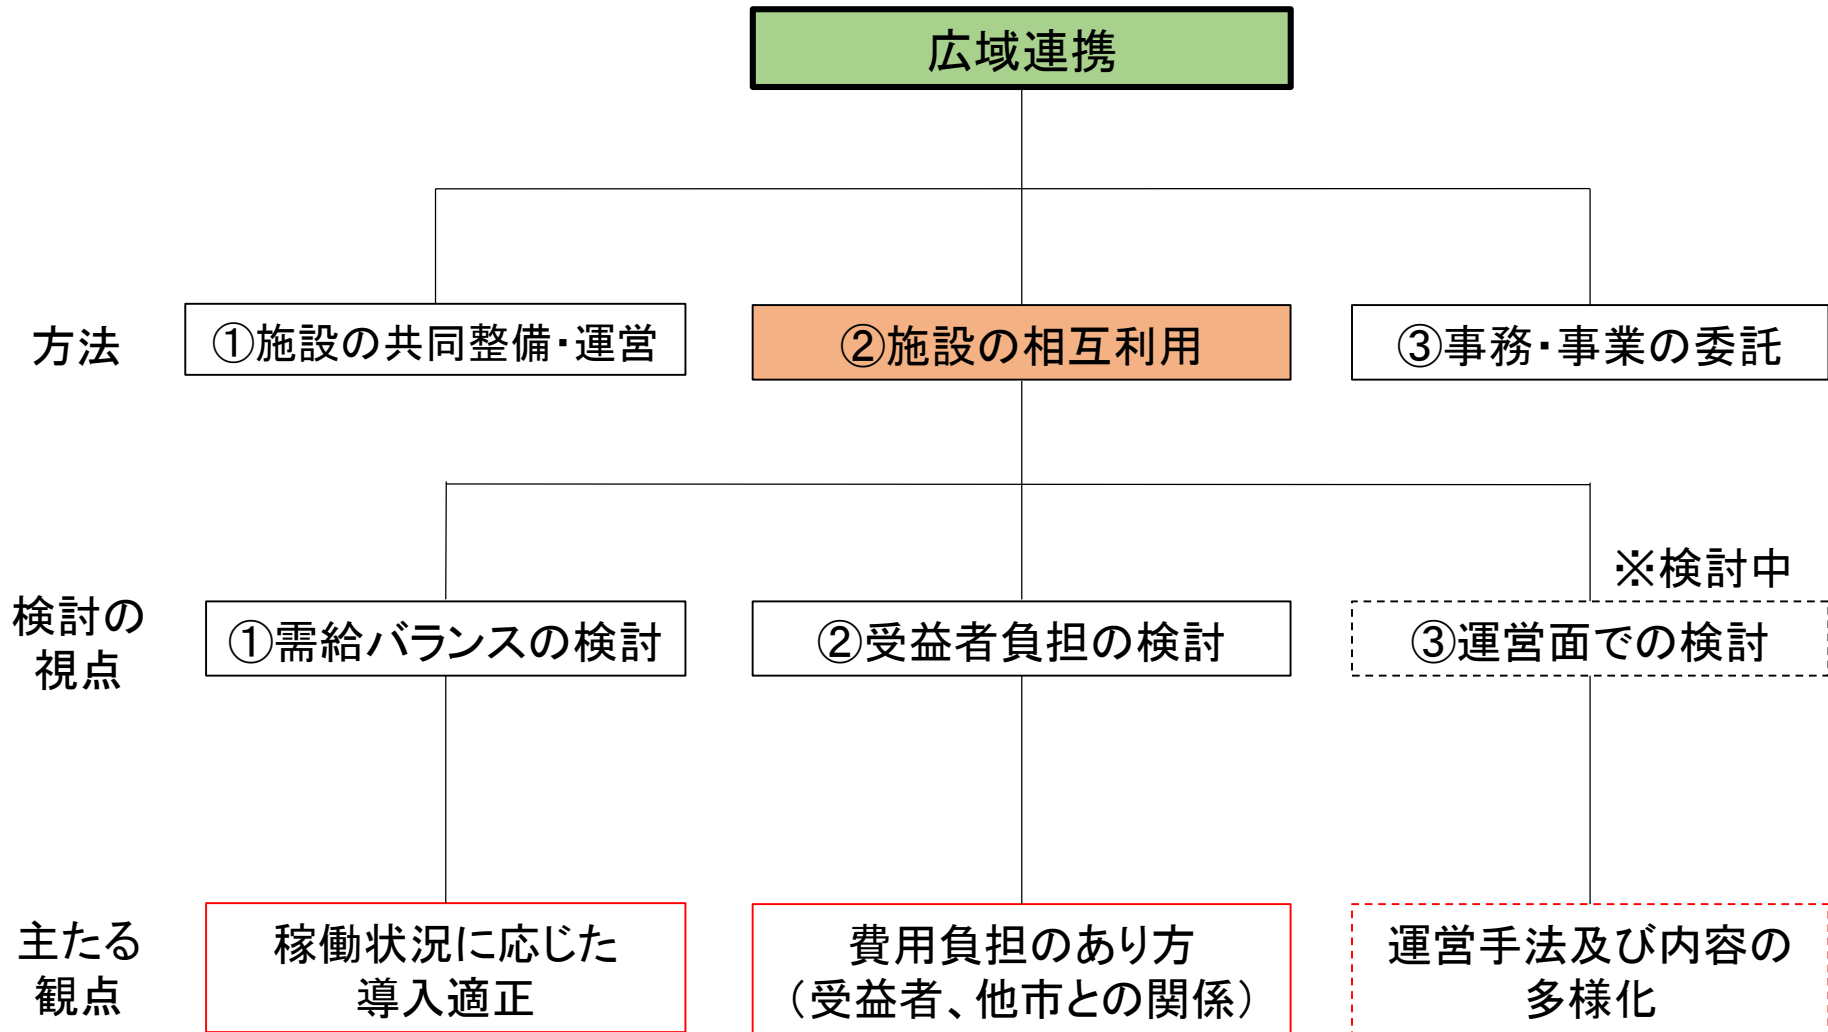 広域連携
方法
①施設の共同整備・運営
②施設の相互利用
③事務・事業の委託
※検討中
検討の
視点
①需給バランスの検討
②受益者負担の検討
③運営面での検討
主たる
観点
稼働状況に応じた
導入適正
費用負担のあり方
（受益者、他市との関係）
運営手法及び内容の
多様化